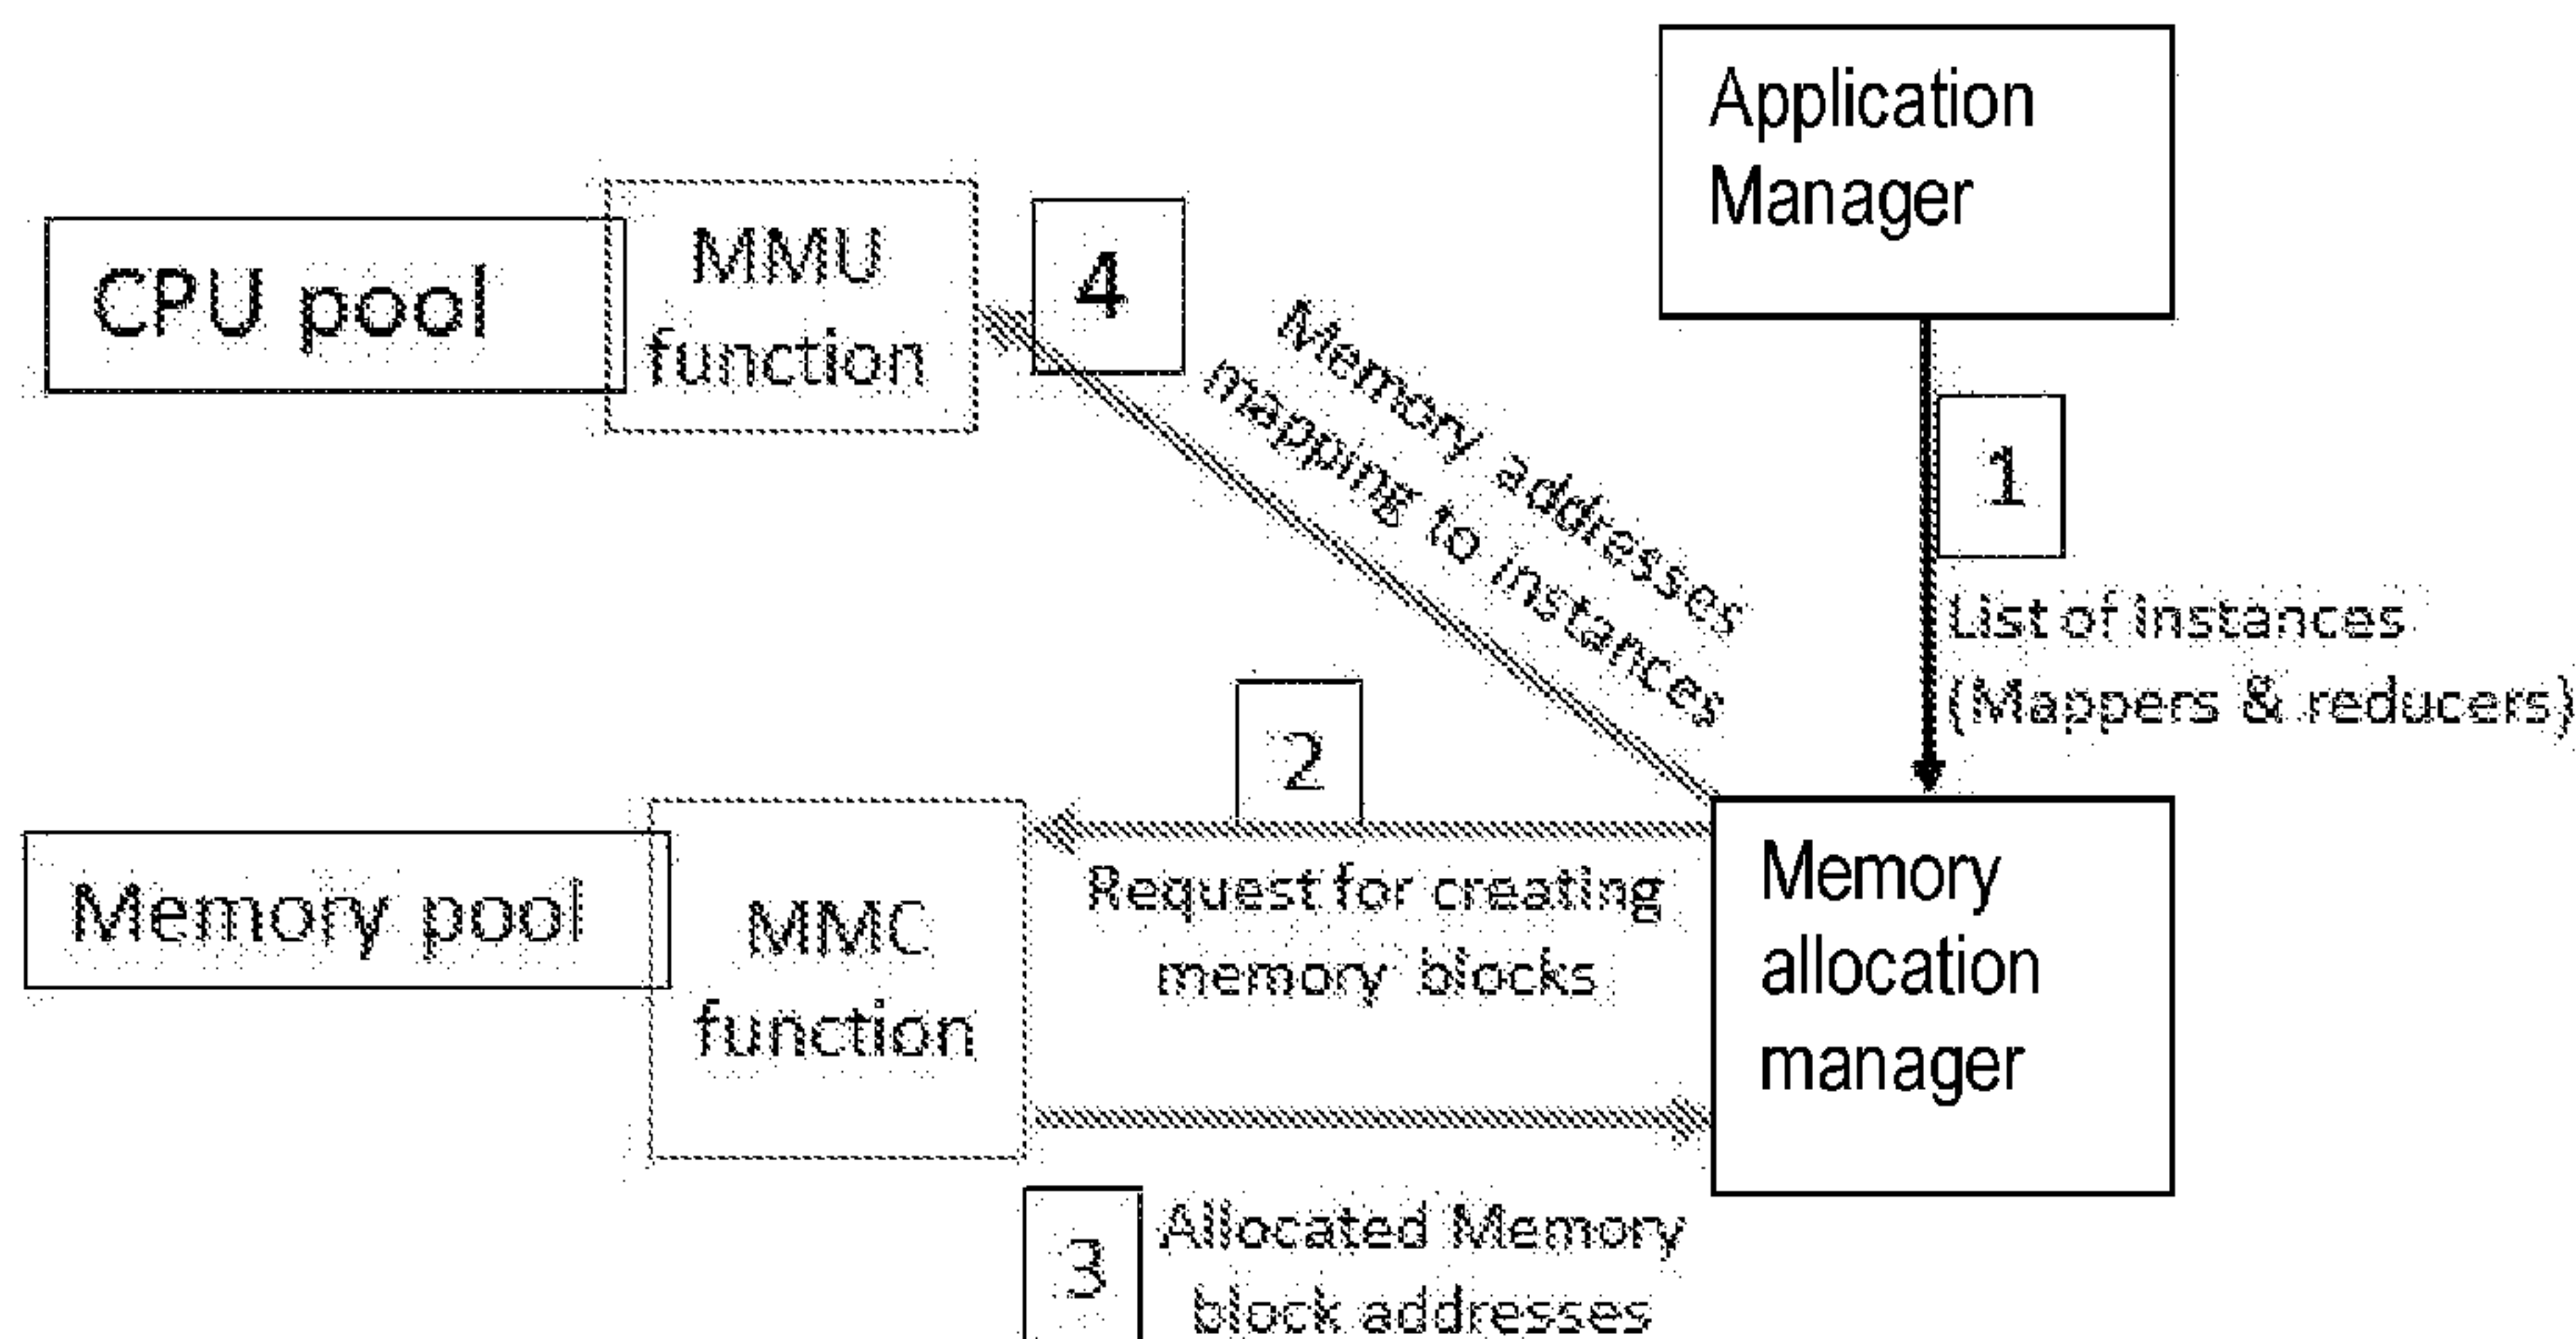 Application
Manager
MMU
function
CPU pool
4
1
Memory addresses
mapping to instances
List of instances
(Mappers & reducers)
2
Memory pool
MMC
function
Request for creating
memory blocks
Memory
allocation
manager
3
Allocated Memory
block addresses